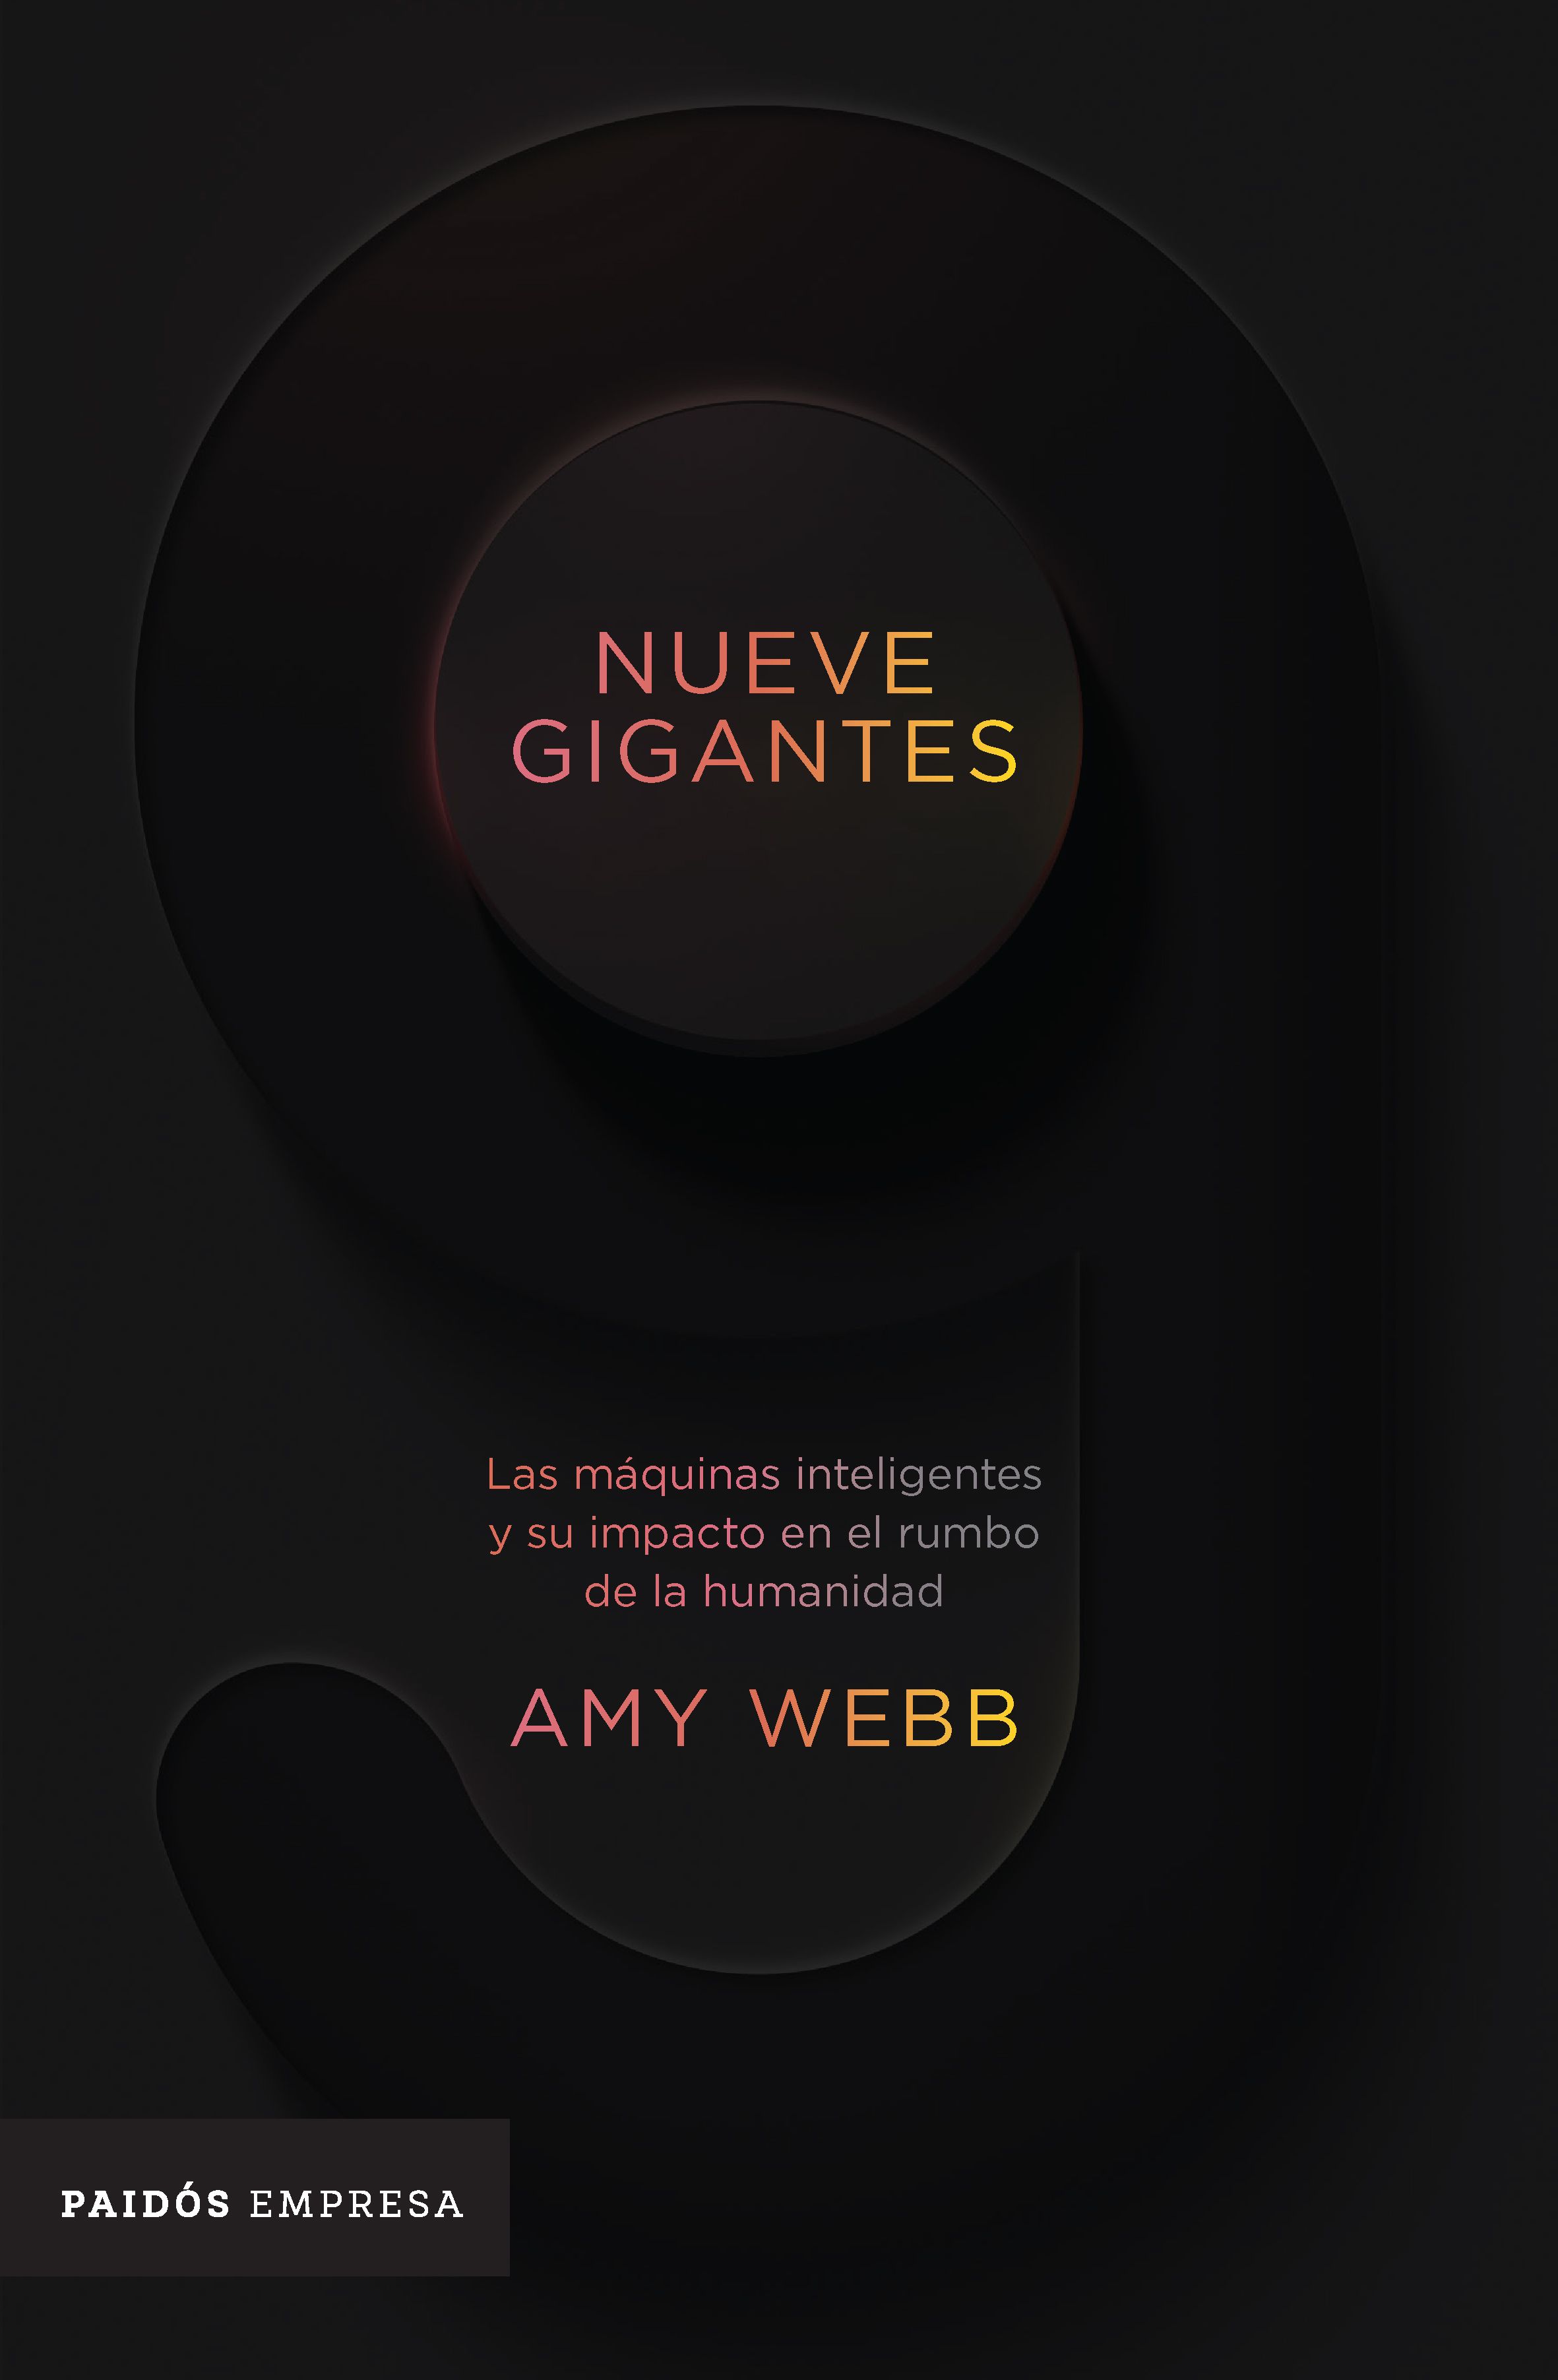 NUEVE
GIGANTES
Las máquinas inteligentes
y su impacto en el rumbo
de la humanidad
AMY WEBB
PAIDÓS EMPRESA